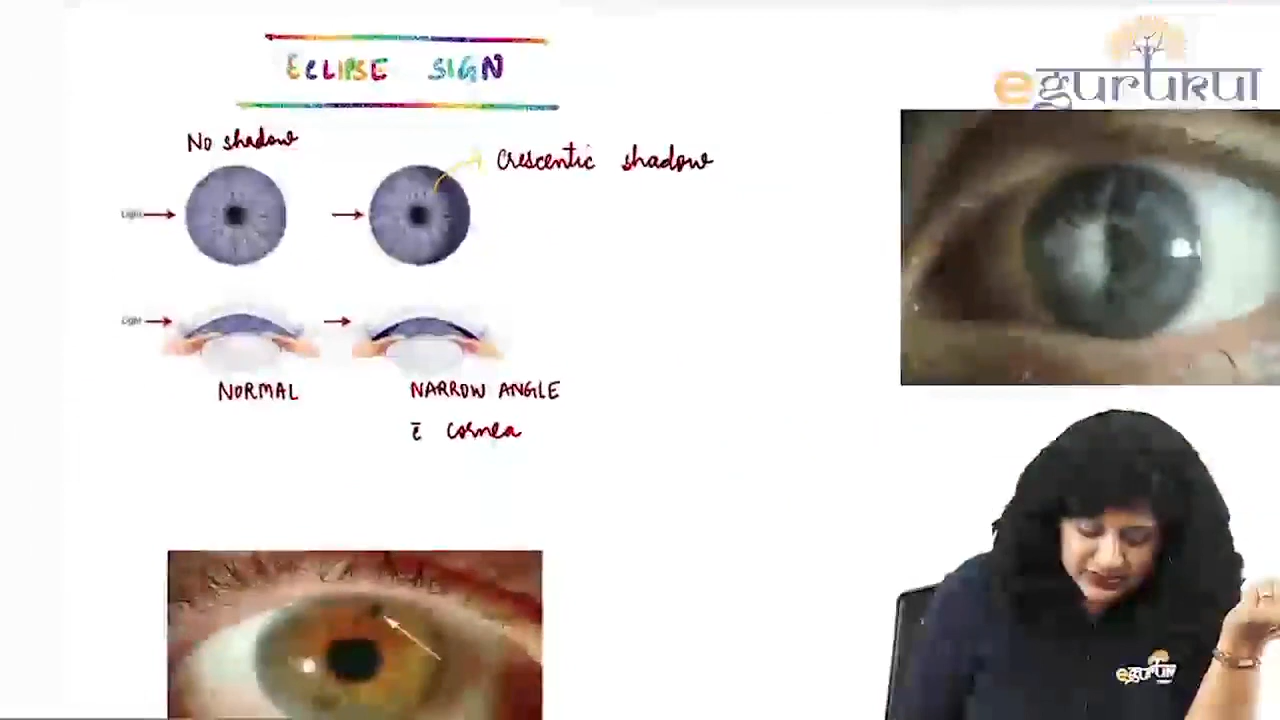 ECLIPSE SIGN
egurukul
No shadow
Crescentic shadow
Light
Light
NORMAL
NARROW ANGLE
c̄ cornea
egurukul